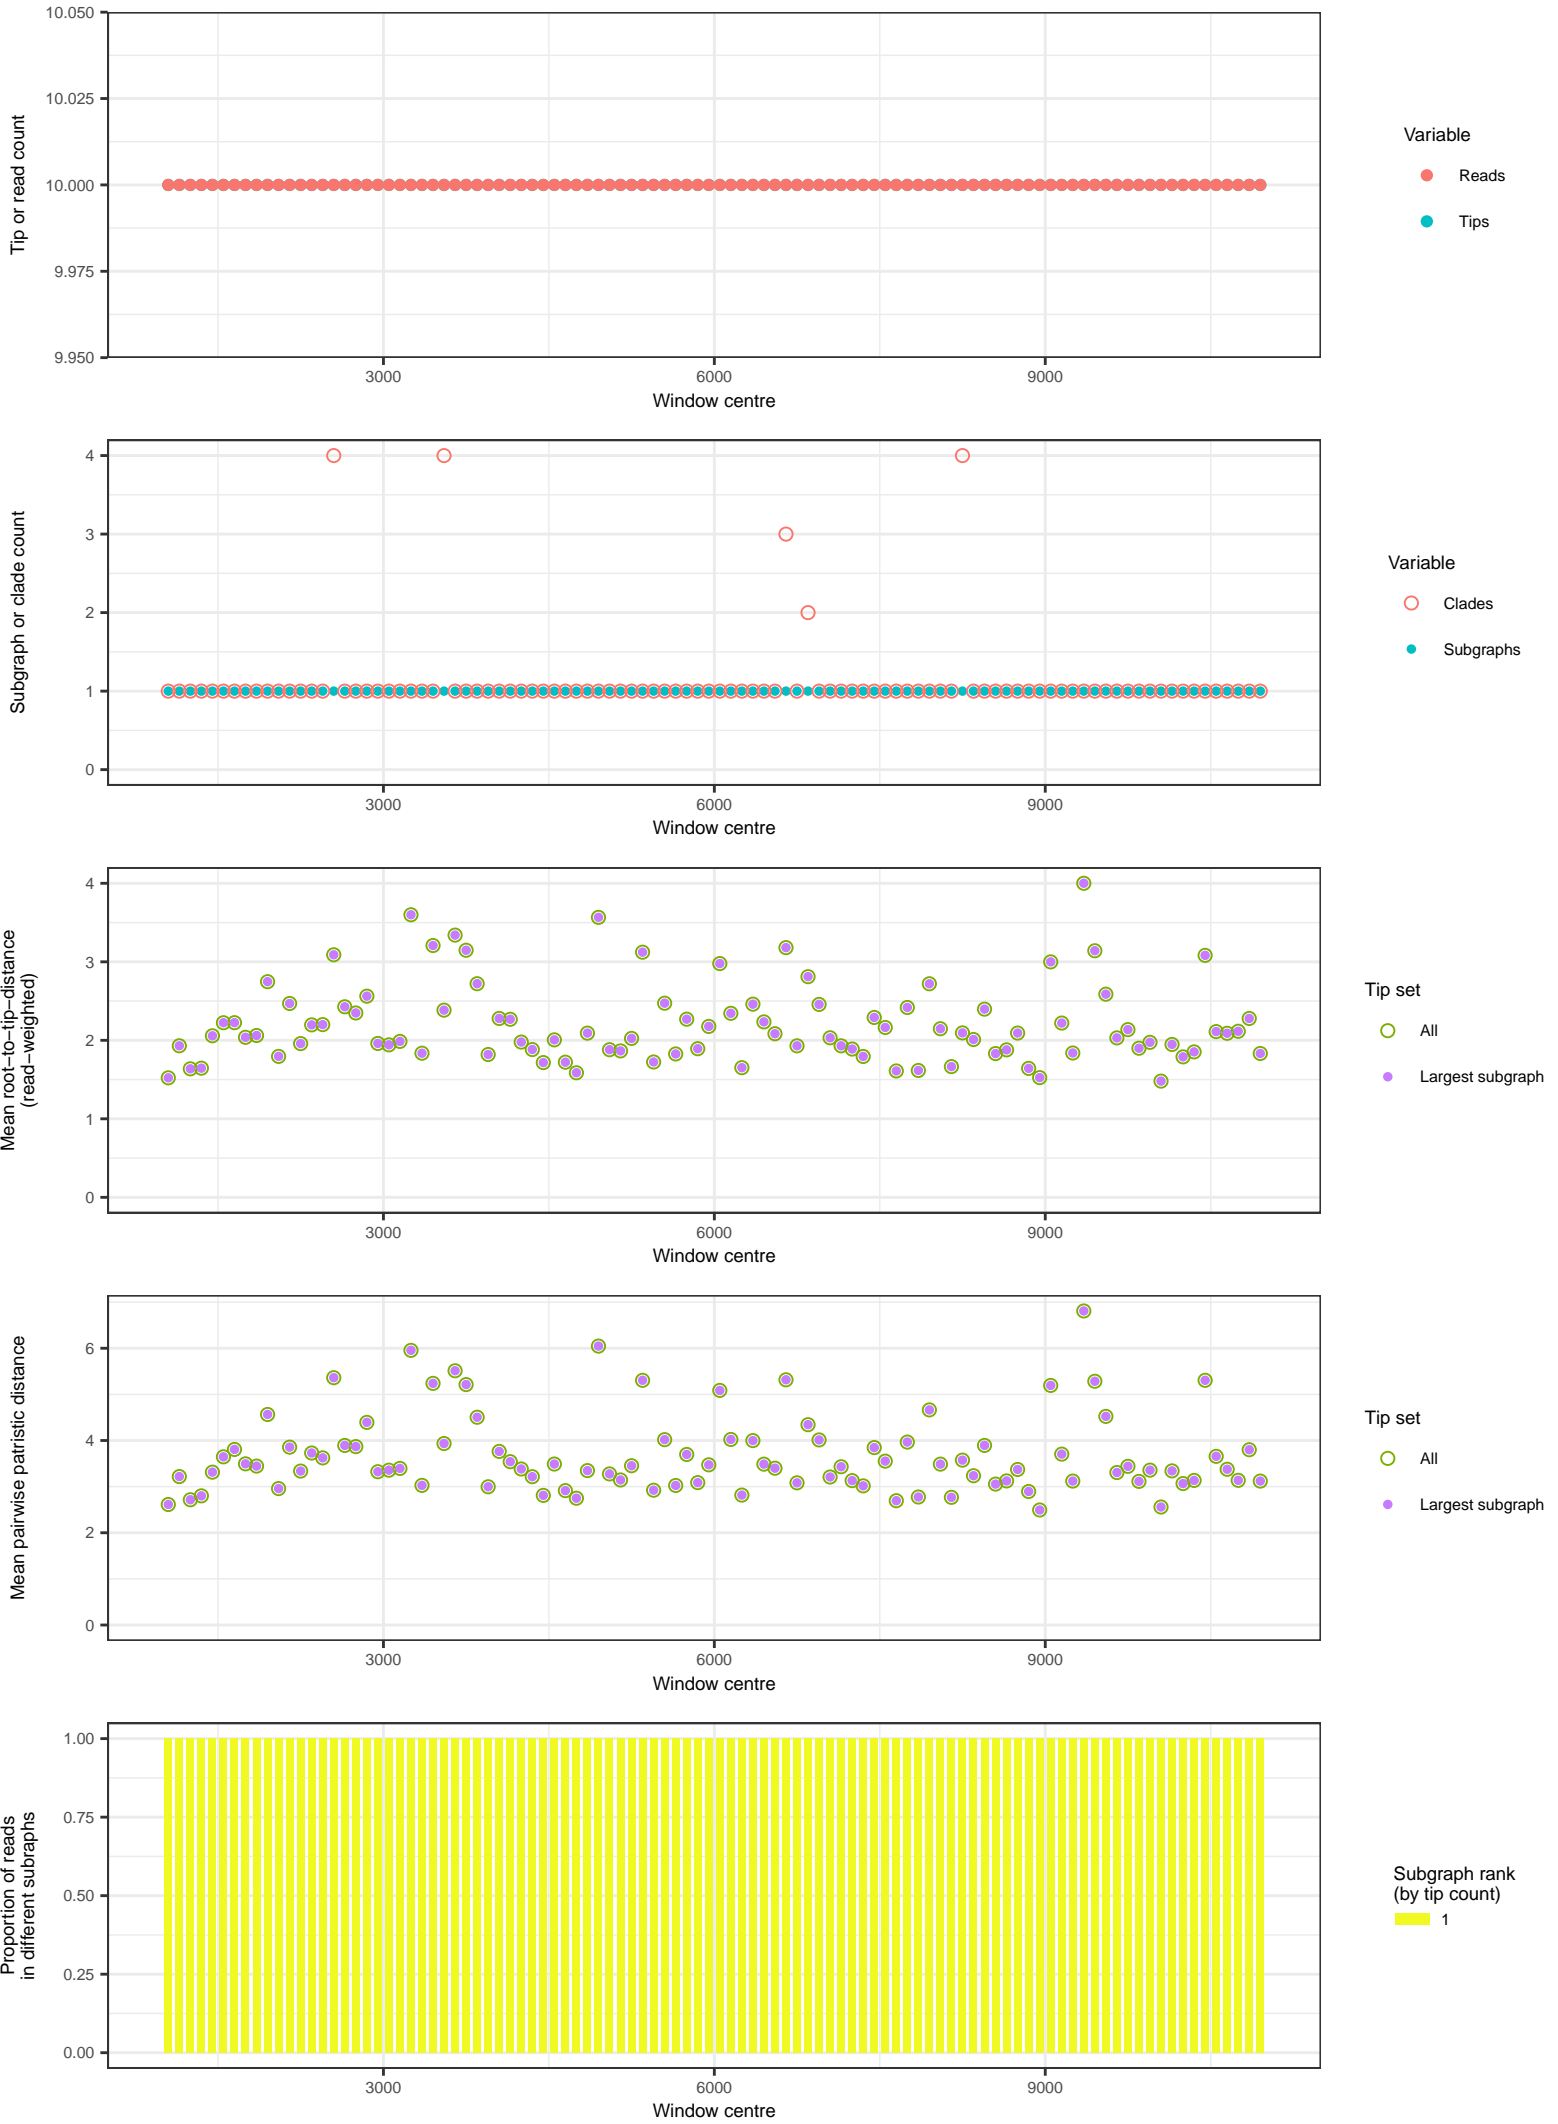 10.050
10.025
10.000
9.975
9.950
Tip or read count
3000
6000
9000
Window centre
Variable
Reads
Tips
4
3
2
1
0
Subgraph or clade count
3000
6000
9000
Window centre
Variable
Clades
Subgraphs
4
3
2
1
0
Mean root−to−tip−distance
(read−weighted)
3000
6000
9000
Window centre
Tip set
All
Largest subgraph
6
4
2
0
Mean pairwise patristic distance
3000
6000
9000
Window centre
Tip set
All
Largest subgraph
1.00
0.75
0.50
0.25
0.00
Proportion of reads
in different subraphs
3000
6000
9000
Window centre
Subgraph rank
(by tip count)
1